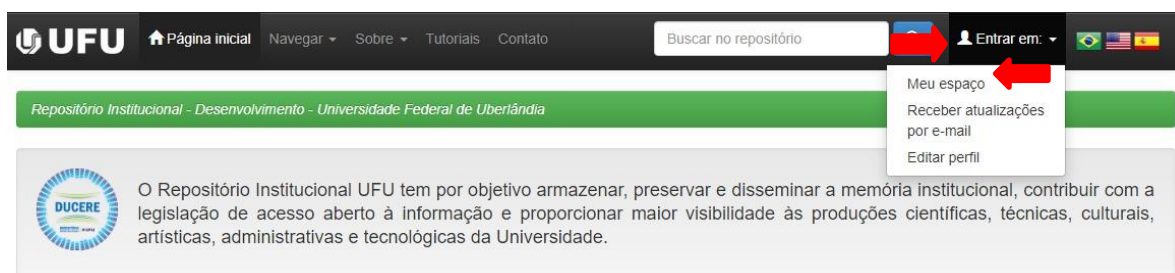 UFU Página inicial Navegar Sobre Tutoriais Contato Buscar no repositório Entrar em:
Meu espaço
Receber atualizações
por e-mail
Editar perfil
Repositório Institucional - Desenvolvimento - Universidade Federal de Uberlândia
DUCERE
O Repositório Institucional UFU tem por objetivo armazenar, preservar e disseminar a memória institucional, contribuir com a
legislação de acesso aberto à informação e proporcionar maior visibilidade às produções científicas, técnicas, culturais,
artísticas, administrativas e tecnológicas da Universidade.